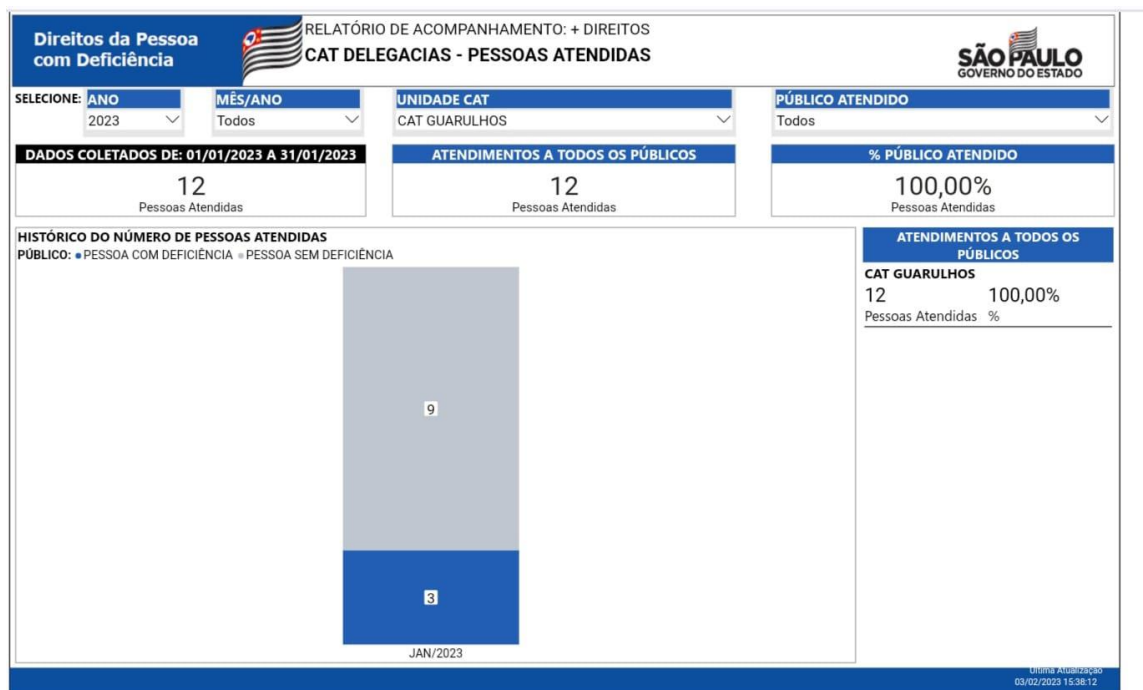 Direitos da Pessoa
com Deficiência
RELATÓRIO DE ACOMPANHAMENTO: + DIREITOS
CAT DELEGACIAS - PESSOAS ATENDIDAS
SÃO PAULO
GOVERNO DO ESTADO
SELECIONE: ANO MÊS/ANO UNIDADE CAT PÚBLICO ATENDIDO
2023 Todos CAT GUARULHOS Todos
DADOS COLETADOS DE: 01/01/2023 A 31/01/2023
12
Pessoas Atendidas
ATENDIMENTOS A TODOS OS PÚBLICOS
12
Pessoas Atendidas
% PÚBLICO ATENDIDO
100,00%
Pessoas Atendidas
HISTÓRICO DO NÚMERO DE PESSOAS ATENDIDAS
PÚBLICO: PESSOA COM DEFICIÊNCIA PESSOA SEM DEFICIÊNCIA
9
3
JAN/2023
ATENDIMENTOS A TODOS OS
PÚBLICOS
CAT GUARULHOS
12 100,00%
Pessoas Atendidas %
Última Atualização
03/02/2023 15:38:12